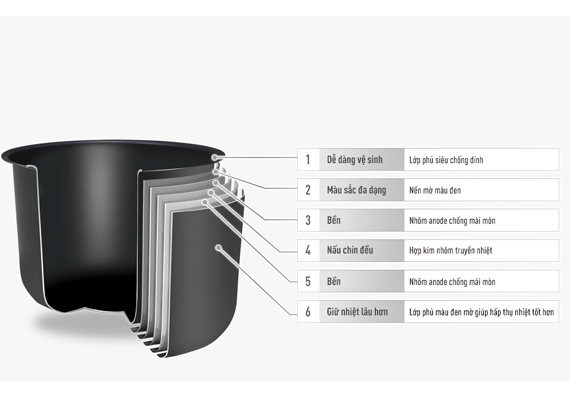 1 Dễ dàng vệ sinh Lớp phủ siêu chống dính
2 Màu sắc đa dạng Nền mờ màu đen
3 Bền Nhôm anode chống mài mòn
4 Nấu chín đều Hợp kim nhôm truyền nhiệt
5 Bền Nhôm anode chống mài mòn
6 Giữ nhiệt lâu hơn Lớp phủ màu đen mờ giúp hấp thụ nhiệt tốt hơn